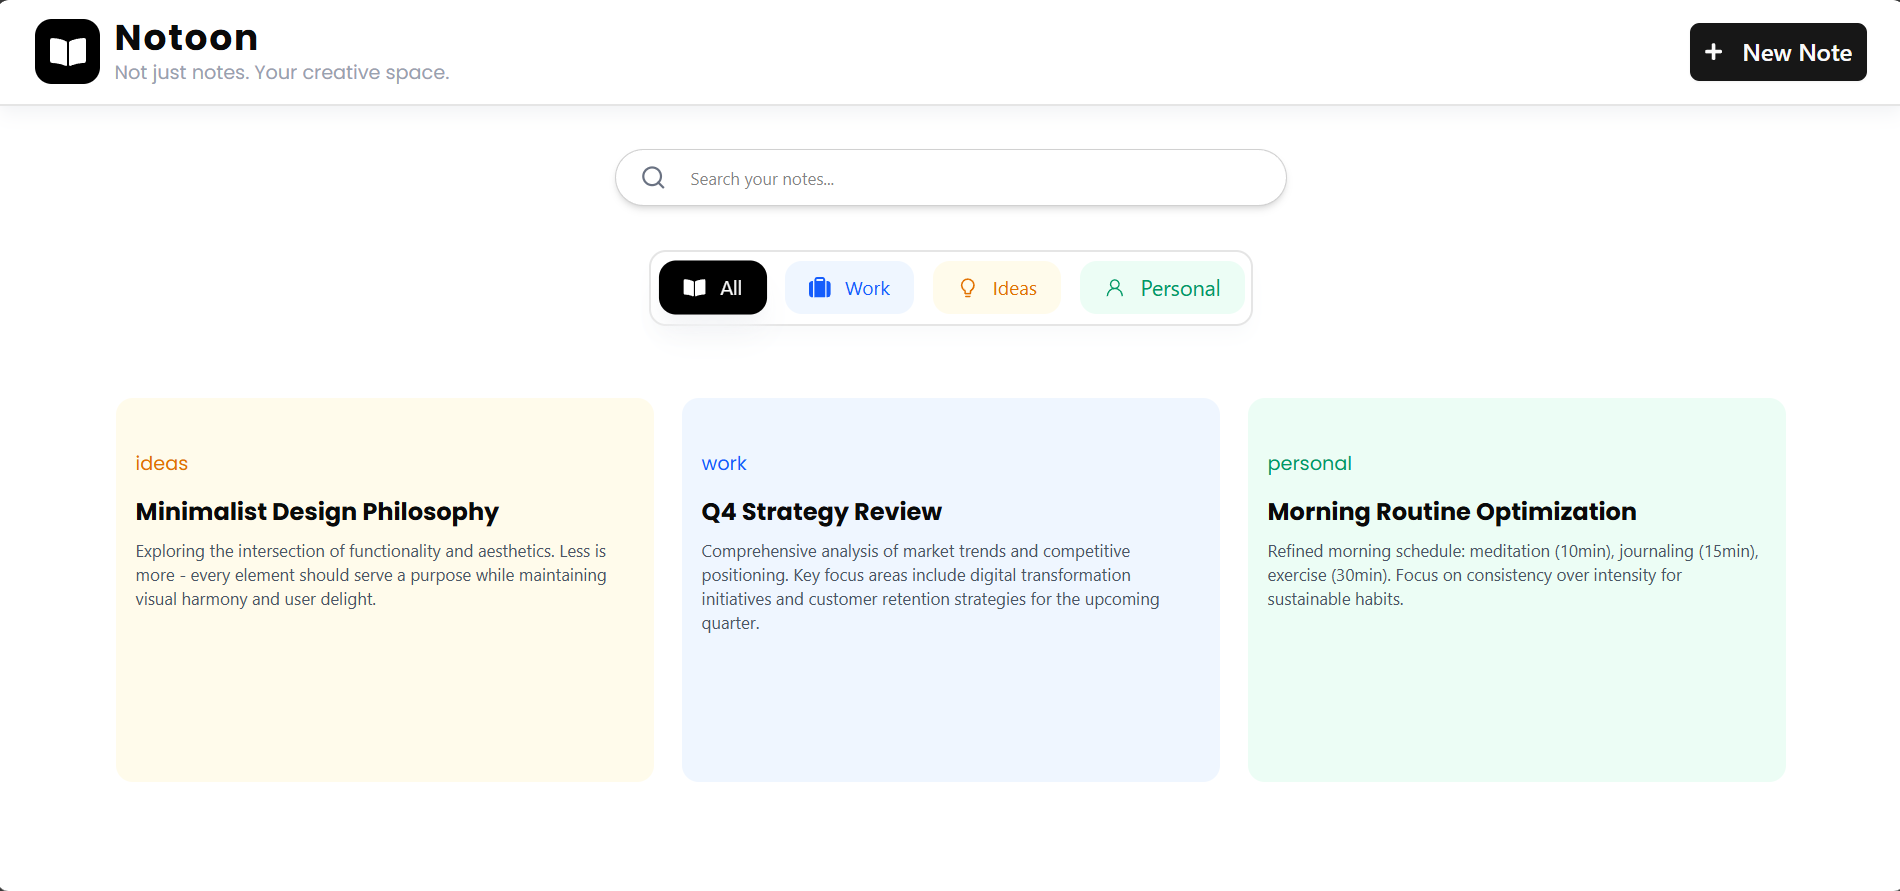 Notoon
Not just notes. Your creative space.
+ New Note
Search your notes...
All
Work
Ideas
Personal
ideas
Minimalist Design Philosophy
Exploring the intersection of functionality and aesthetics. Less is
more - every element should serve a purpose while maintaining
visual harmony and user delight.
work
Q4 Strategy Review
Comprehensive analysis of market trends and competitive
positioning. Key focus areas include digital transformation
initiatives and customer retention strategies for the upcoming
quarter.
personal
Morning Routine Optimization
Refined morning schedule: meditation (10min), journaling (15min),
exercise (30min). Focus on consistency over intensity for
sustainable habits.